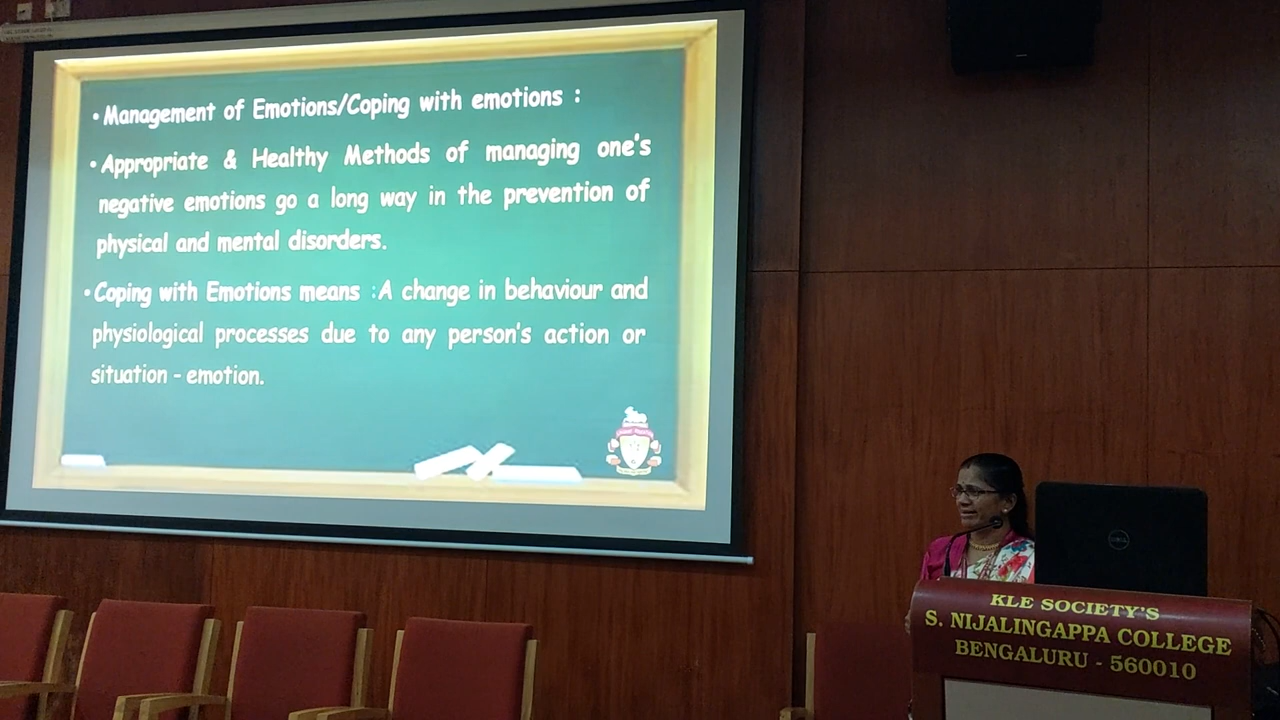 • Management of Emotions/Coping with emotions :
• Appropriate & Healthy Methods of managing one's
negative emotions go a long way in the prevention of
physical and mental disorders.
• Coping with Emotions means :A change in behaviour and
physiological processes due to any person's action or
situation - emotion.
DELL
KLE SOCIETY'S
S. NIJALINGAPPA COLLEGE
BENGALURU - 560010